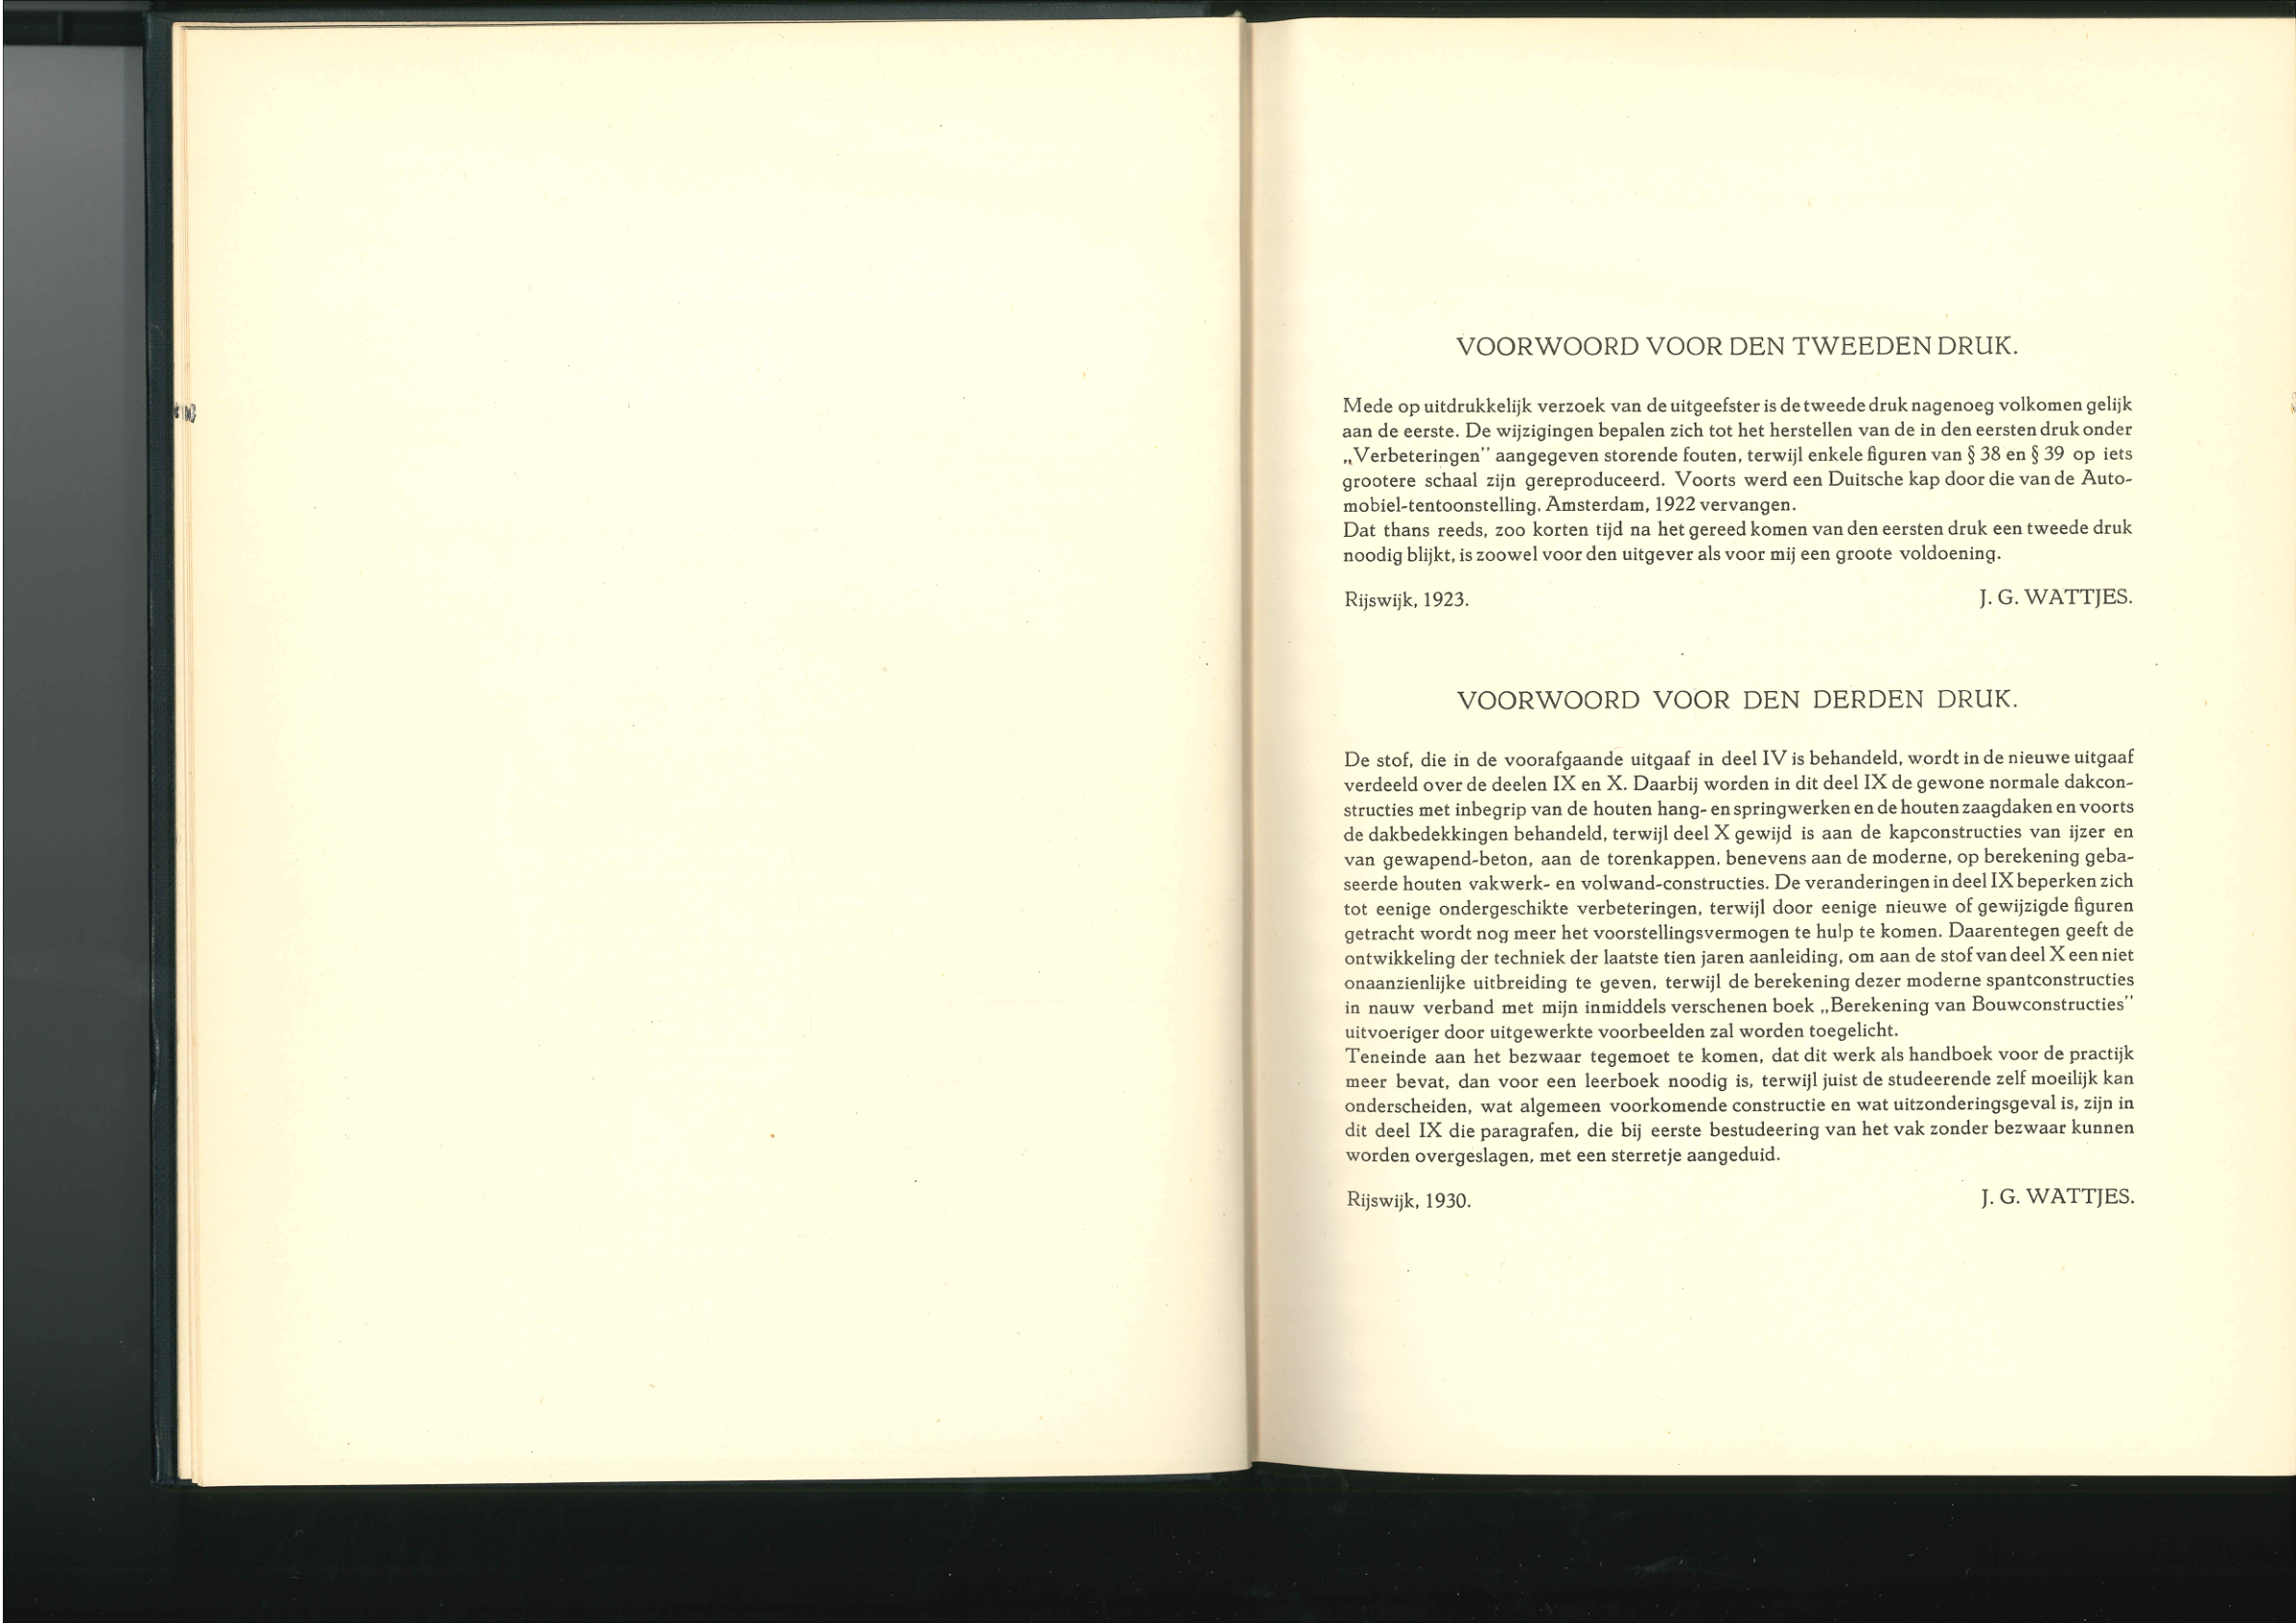 VOORWOORD VOOR DEN TWEEDEN DRUK.
Mede op uitdrukkelijk verzoek van de uitgeefster is de tweede druk nagenoeg volkomen gelijk
aan de eerste. De wijzigingen bepalen zich tot het herstellen van de in den eersten druk onder
„Verbeteringen" aangegeven storende fouten, terwijl enkele figuren van § 38 en § 39 op iets
grootere schaal zijn gereproduceerd. Voorts werd een Duitsche kap door die van de Auto-
mobiel-tentoonstelling, Amsterdam, 1922 vervangen.
Dat thans reeds, zoo korten tijd na het gereed komen van den eersten druk een tweede druk
noodig blijkt, is zoowel voor den uitgever als voor mij een groote voldoening.
Rijswijk, 1923. J. G. WATTJES.
VOORWOORD VOOR DEN DERDEN DRUK.
De stof, die in de voorafgaande uitgaaf in deel IV is behandeld, wordt in de nieuwe uitgaaf
verdeeld over de deelen IX en X. Daarbij worden in dit deel IX de gewone normale dakcon-
structies met inbegrip van de houten hang- en springwerken en de houten zaagdaken en voorts
de dakbedekkingen behandeld, terwijl deel X gewijd is aan de kapconstructies van ijzer en
van gewapend-beton, aan de torenkappen, benevens aan de moderne, op berekening geba-
seerde houten vakwerk- en volwand-constructies. De veranderingen in deel IX beperken zich
tot eenige ondergeschikte verbeteringen, terwijl door eenige nieuwe of gewijzigde figuren
getracht wordt nog meer het voorstellingsvermogen te hulp te komen. Daarentegen geeft de
ontwikkeling der techniek der laatste tien jaren aanleiding, om aan de stof van deel X een niet
onaanzienlijke uitbreiding te geven, terwijl de berekening dezer moderne spantconstructies
in nauw verband met mijn inmiddels verschenen boek „Berekening van Bouwconstructies"
uitvoeriger door uitgewerkte voorbeelden zal worden toegelicht.
Teneinde aan het bezwaar tegemoet te komen, dat dit werk als handboek voor de practijk
meer bevat, dan voor een leerboek noodig is, terwijl juist de studeerende zelf moeilijk kan
onderscheiden, wat algemeen voorkomende constructie en wat uitzonderingsgeval is, zijn in
dit deel IX die paragrafen, die bij eerste bestudeering van het vak zonder bezwaar kunnen
worden overgeslagen, met een sterretje aangeduid.
Rijswijk, 1930. J. G. WATTJES.